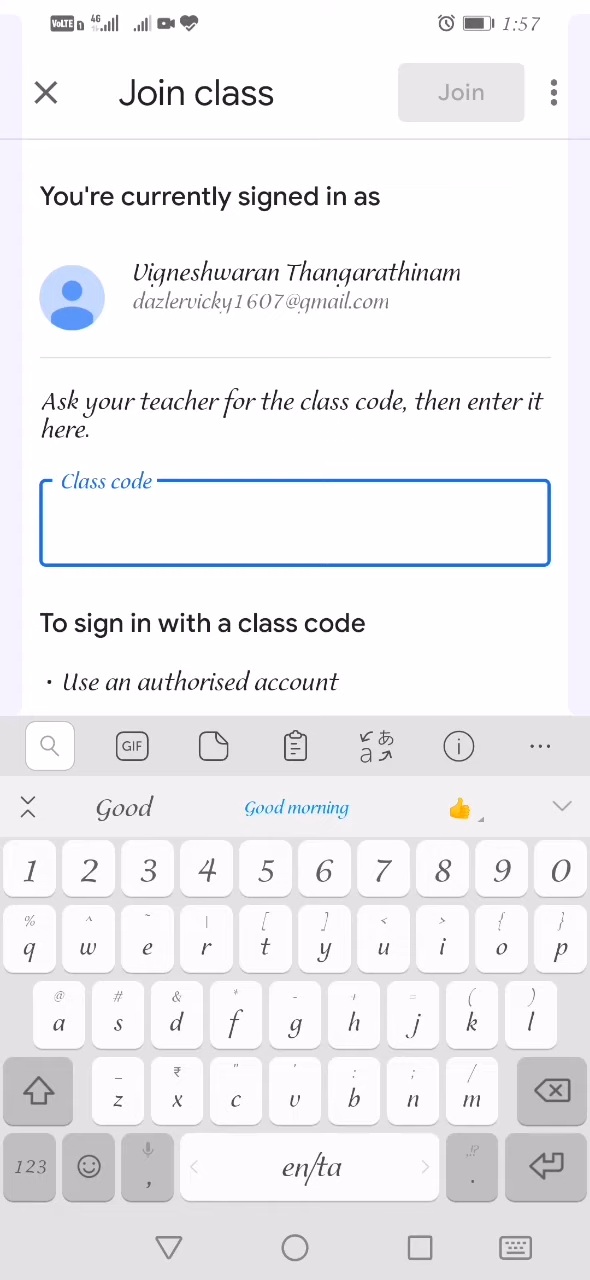 VoLTE 1 4G 1:57
Join class Join
You're currently signed in as
Vigneshwaran Thangarathinam
dazlervicky1607@gmail.com
Ask your teacher for the class code, then enter it
here.
Class code
To sign in with a class code
• Use an authorised account
GIF a あ i ...
Good Good morning
1 2 3 4 5 6 7 8 9 0
% ^ ~ | [ ] < > { }
q w e r t y u i o p
@ # & * - + = ( )
a s d f g h j k l
_ ₹ " ' : ; /
z x c v b n m
,!?
123 , en/ta .